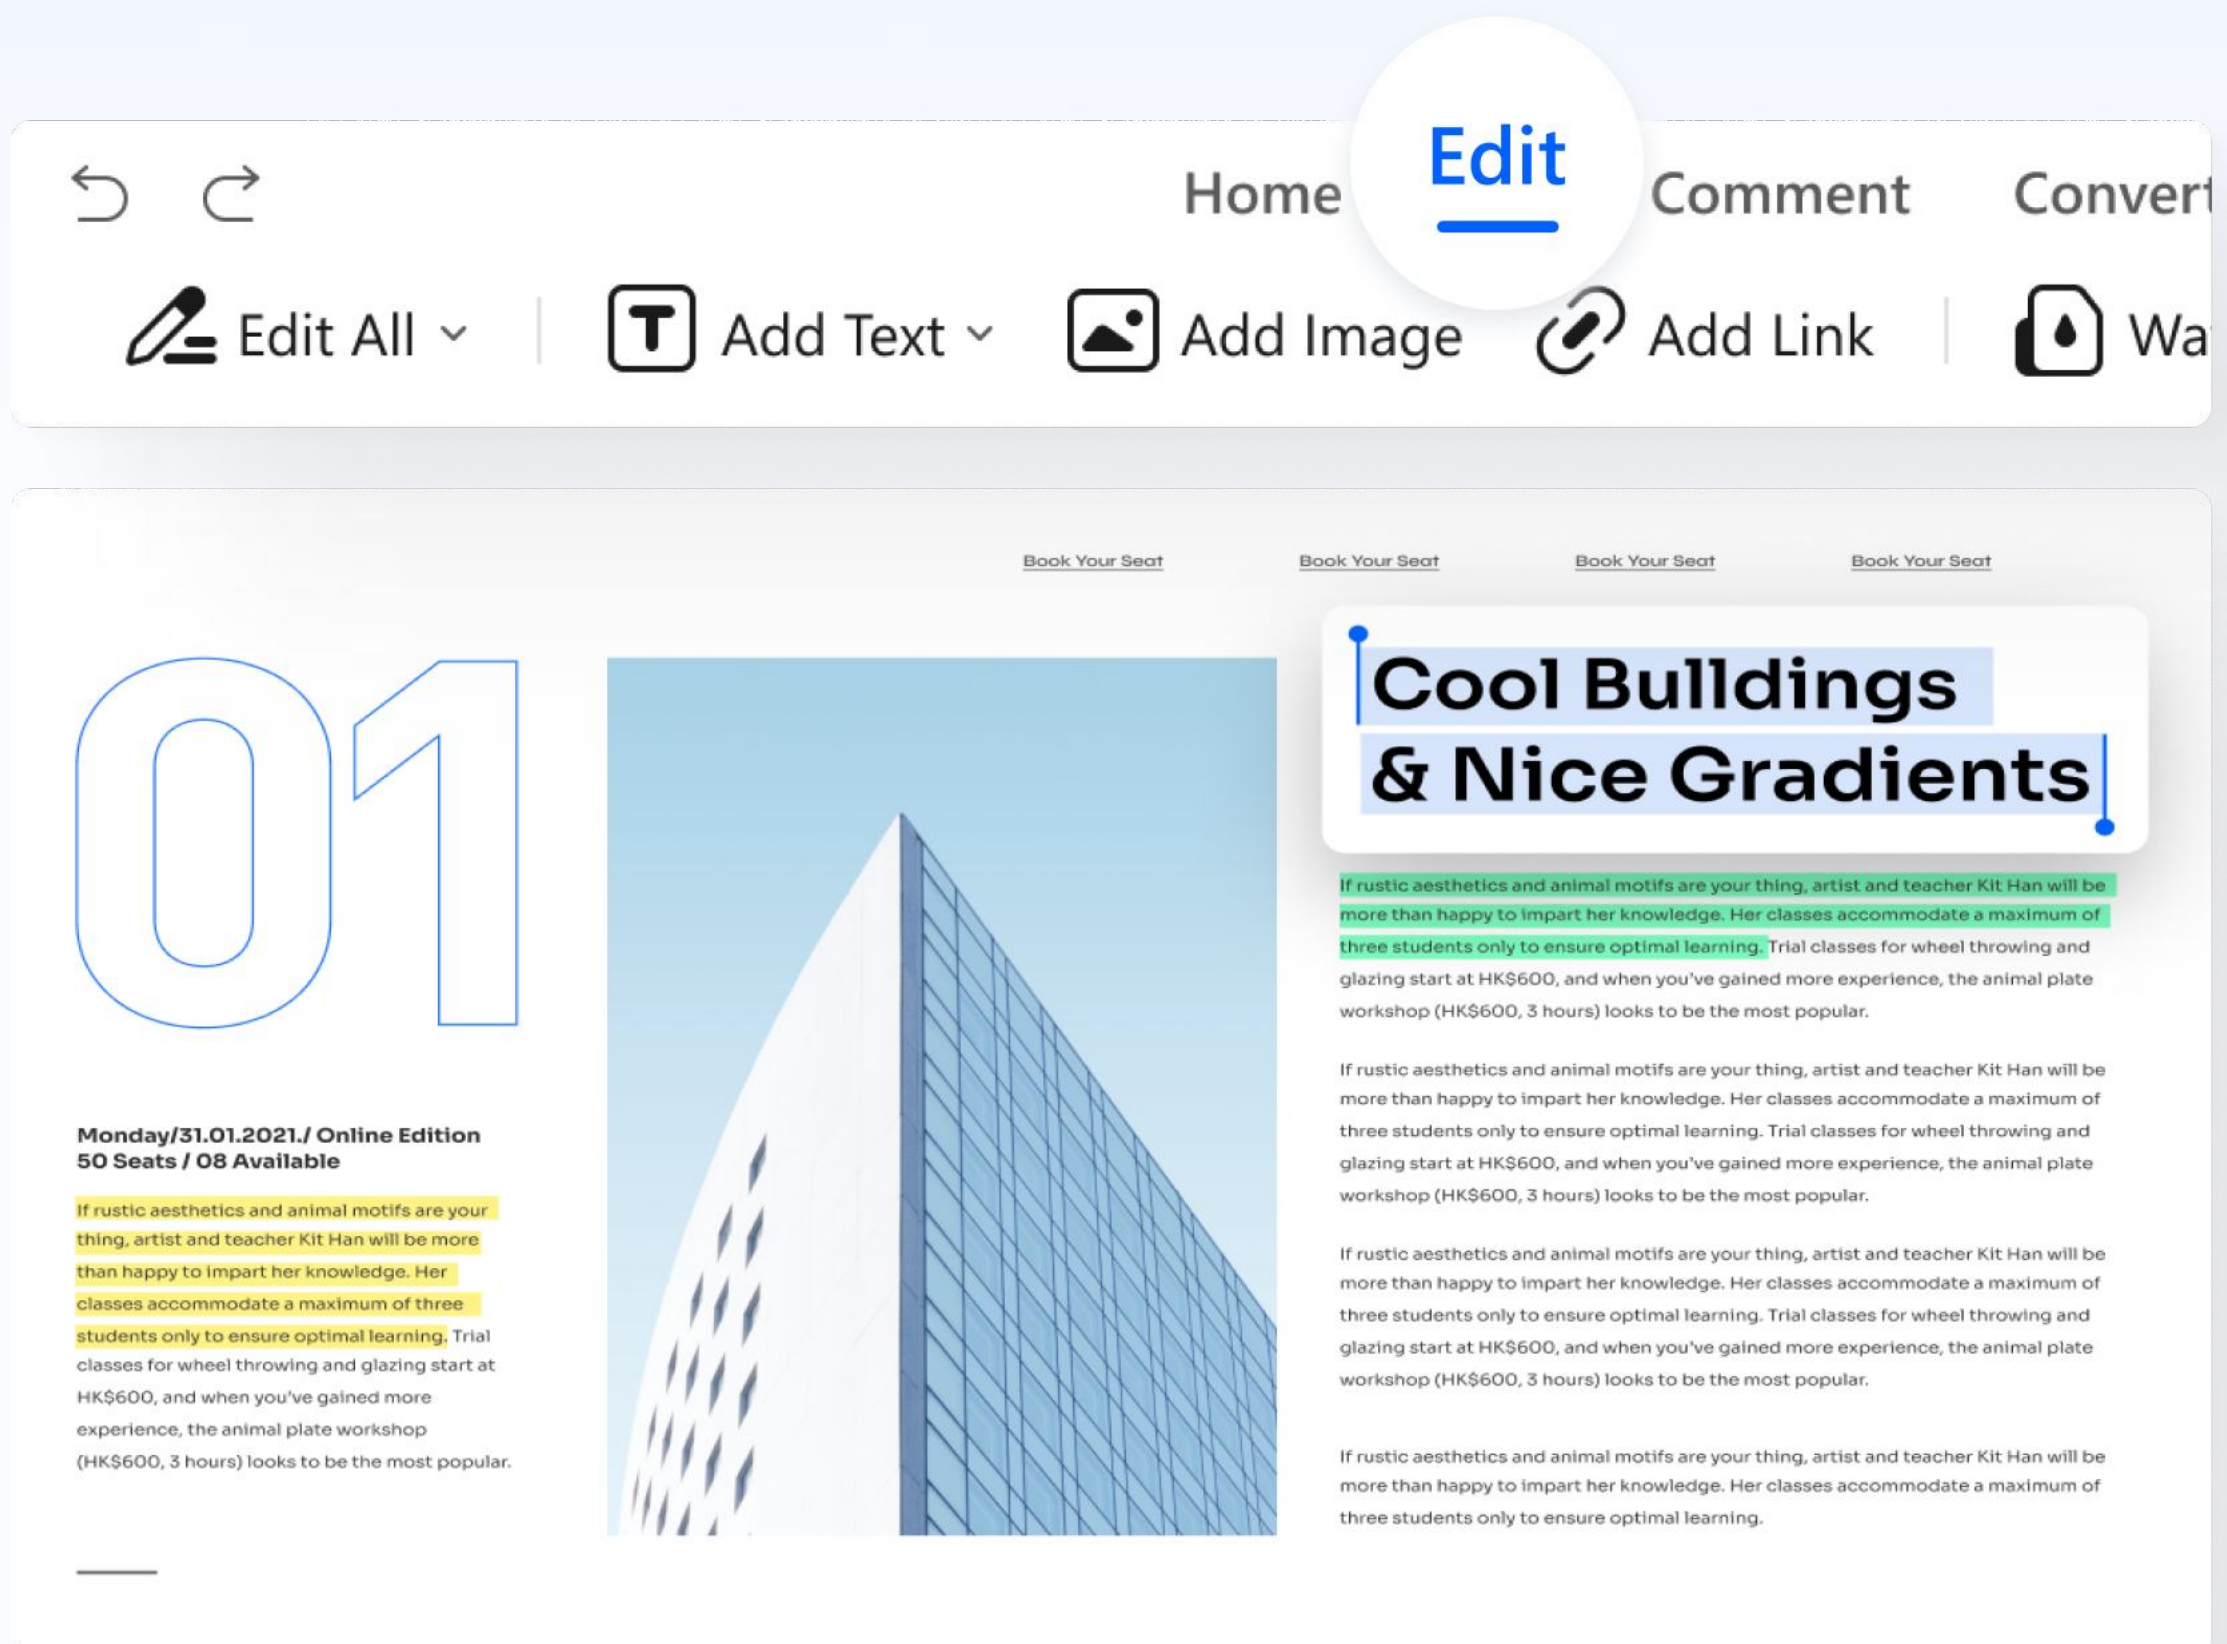 Edit
Home
Comment
Convert
Edit All
Add Text
Add Image
Add Link
Wa
Book Your Seat
Book Your Seat
Book Your Seat
Book Your Seat
01
Monday/31.01.2021./ Online Edition
50 Seats / 08 Available
If rustic aesthetics and animal motifs are your
thing, artist and teacher Kit Han will be more
than happy to impart her knowledge. Her
classes accommodate a maximum of three
students only to ensure optimal learning. Trial
classes for wheel throwing and glazing start at
HK$600, and when you've gained more
experience, the animal plate workshop
(HK$600, 3 hours) looks to be the most popular.
Cool Bulldings
& Nice Gradients
If rustic aesthetics and animal motifs are your thing, artist and teacher Kit Han will be
more than happy to impart her knowledge. Her classes accommodate a maximum of
three students only to ensure optimal learning. Trial classes for wheel throwing and
glazing start at HK$600, and when you've gained more experience, the animal plate
workshop (HK$600, 3 hours) looks to be the most popular.
If rustic aesthetics and animal motifs are your thing, artist and teacher Kit Han will be
more than happy to impart her knowledge. Her classes accommodate a maximum of
three students only to ensure optimal learning. Trial classes for wheel throwing and
glazing start at HK$600, and when you've gained more experience, the animal plate
workshop (HK$600, 3 hours) looks to be the most popular.
If rustic aesthetics and animal motifs are your thing, artist and teacher Kit Han will be
more than happy to impart her knowledge. Her classes accommodate a maximum of
three students only to ensure optimal learning. Trial classes for wheel throwing and
glazing start at HK$600, and when you've gained more experience, the animal plate
workshop (HK$600, 3 hours) looks to be the most popular.
If rustic aesthetics and animal motifs are your thing, artist and teacher Kit Han will be
more than happy to impart her knowledge. Her classes accommodate a maximum of
three students only to ensure optimal learning.